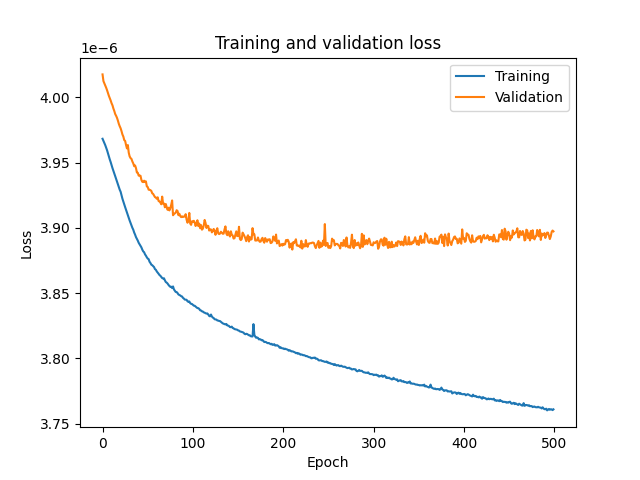 Training and validation loss
1e−6
Training
Validation
4.00
3.95
3.90
3.85
3.80
3.75
Loss
0
100
200
300
400
500
Epoch